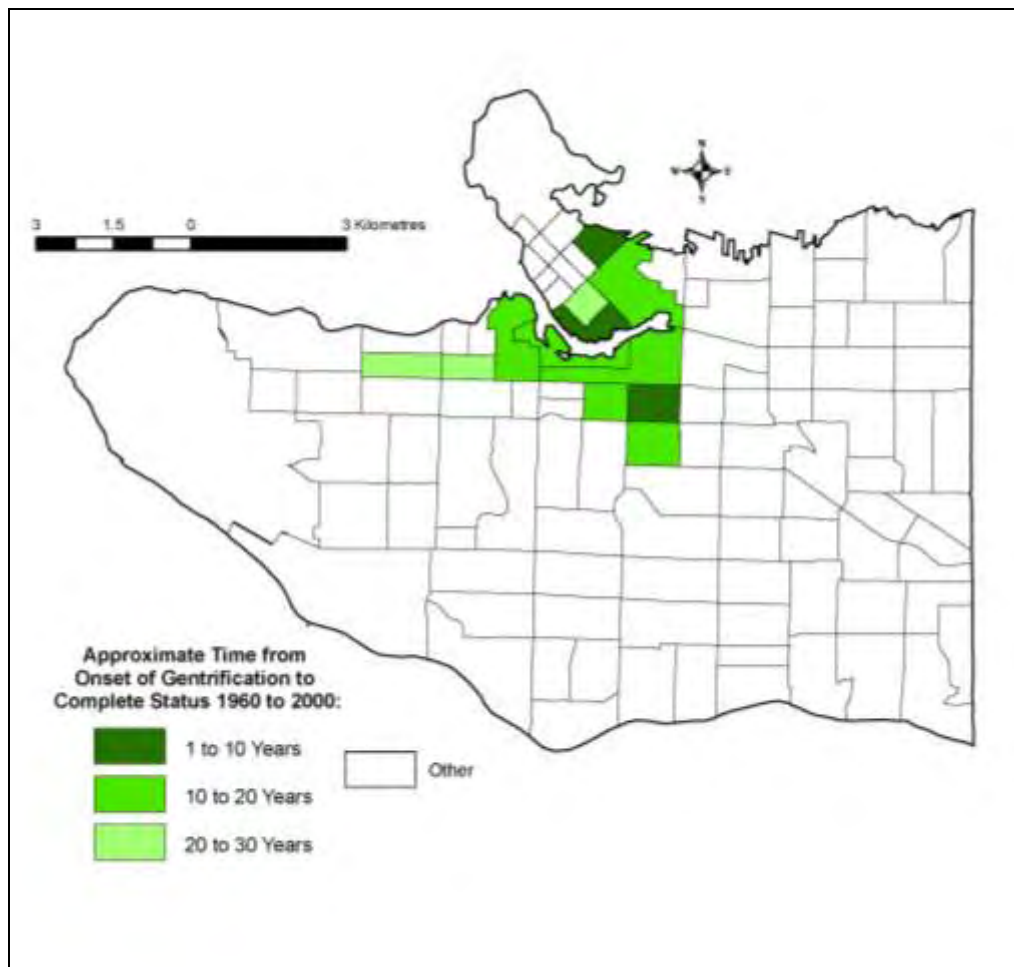 N
W E
S
3 1.5 0 3 Kilometres
Approximate Time from
Onset of Gentrification to
Complete Status 1960 to 2000:
1 to 10 Years
Other
10 to 20 Years
20 to 30 Years